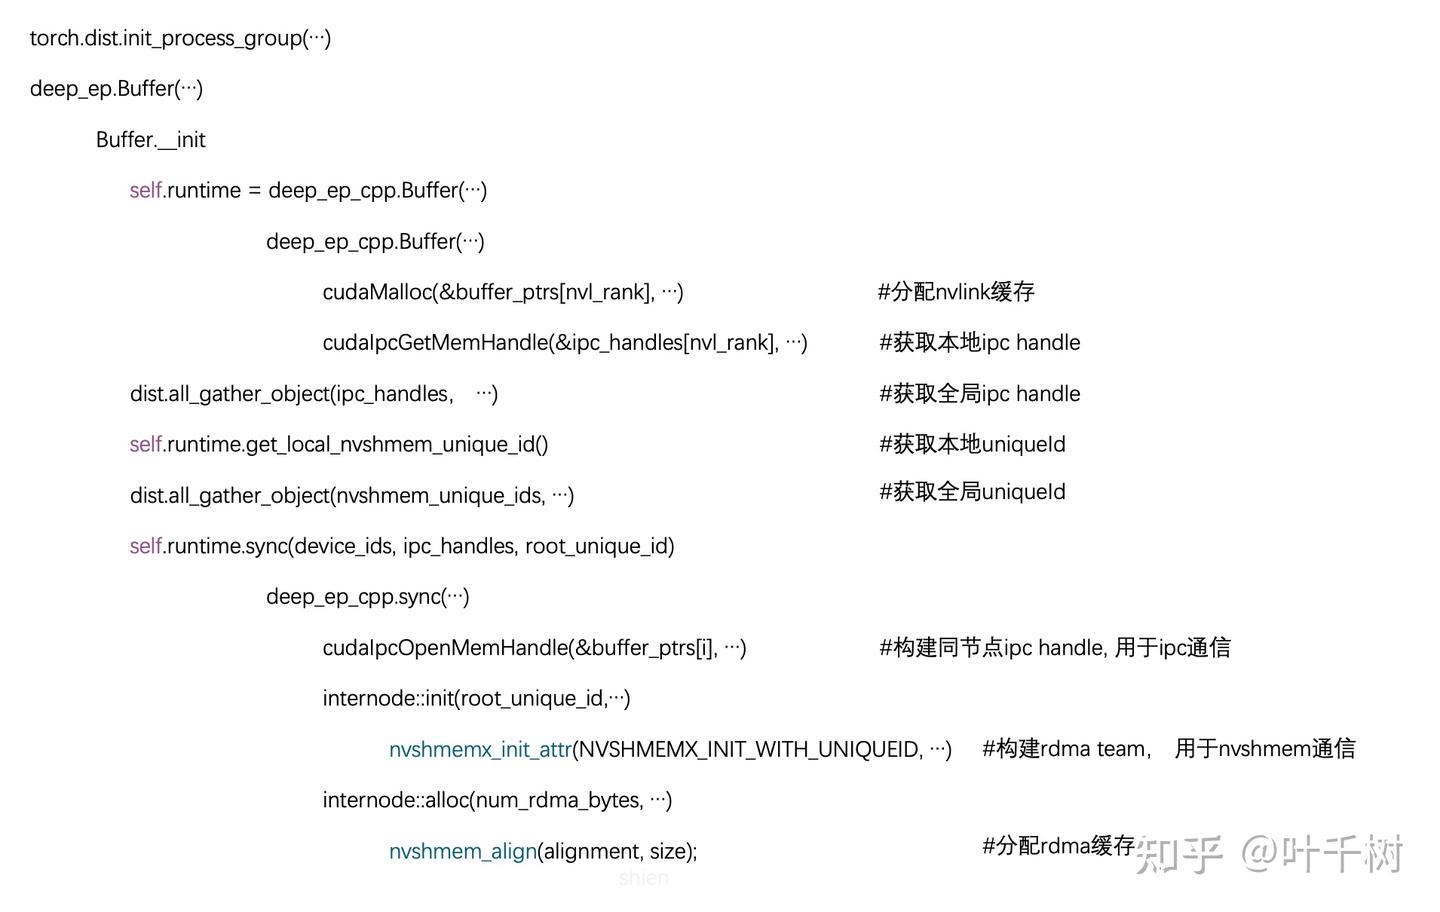 torch.dist.init_process_group(···)
deep_ep.Buffer(···)
Buffer.__init
self.runtime = deep_ep_cpp.Buffer(···)
deep_ep_cpp.Buffer(···)
cudaMalloc(&buffer_ptrs[nvl_rank], ···) #分配nvlink缓存
cudaIpcGetMemHandle(&ipc_handles[nvl_rank], ···) #获取本地ipc handle
dist.all_gather_object(ipc_handles, ···) #获取全局ipc handle
self.runtime.get_local_nvshmem_unique_id() #获取本地uniqueId
dist.all_gather_object(nvshmem_unique_ids, ···) #获取全局uniqueId
self.runtime.sync(device_ids, ipc_handles, root_unique_id)
deep_ep_cpp.sync(···)
cudaIpcOpenMemHandle(&buffer_ptrs[i], ···) #构建同节点ipc handle, 用于ipc通信
internode::init(root_unique_id,···)
nvshmemx_init_attr(NVSHMEMX_INIT_WITH_UNIQUEID, ···) #构建rdma team, 用于nvshmem通信
internode::alloc(num_rdma_bytes, ···)
nvshmem_align(alignment, size); #分配rdma缓存
知乎 @叶千树
shien